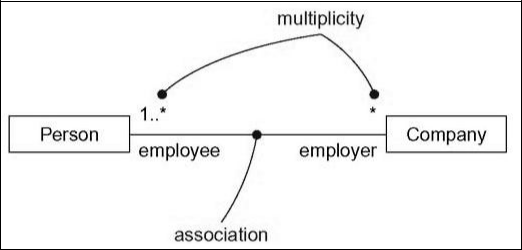 multiplicity
1..*
*
Person
Company
employee
employer
association